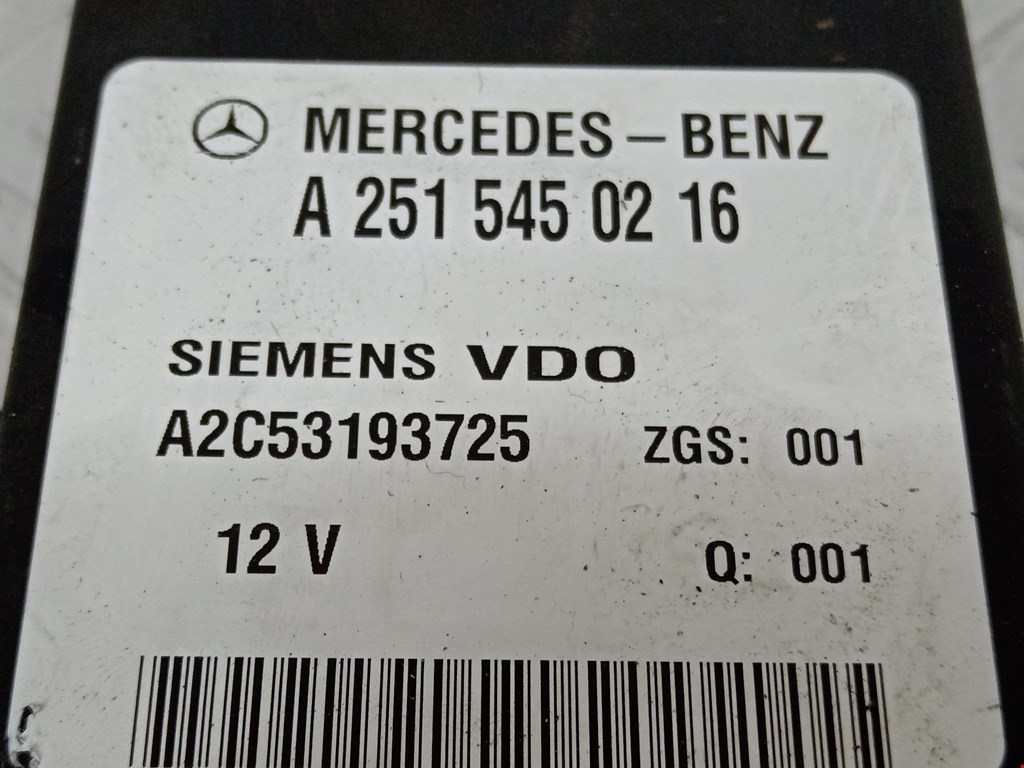 MERCEDES-BENZ
A 251 545 02 16
SIEMENS VDO
A2C53193725 ZGS: 001
12 V Q: 001